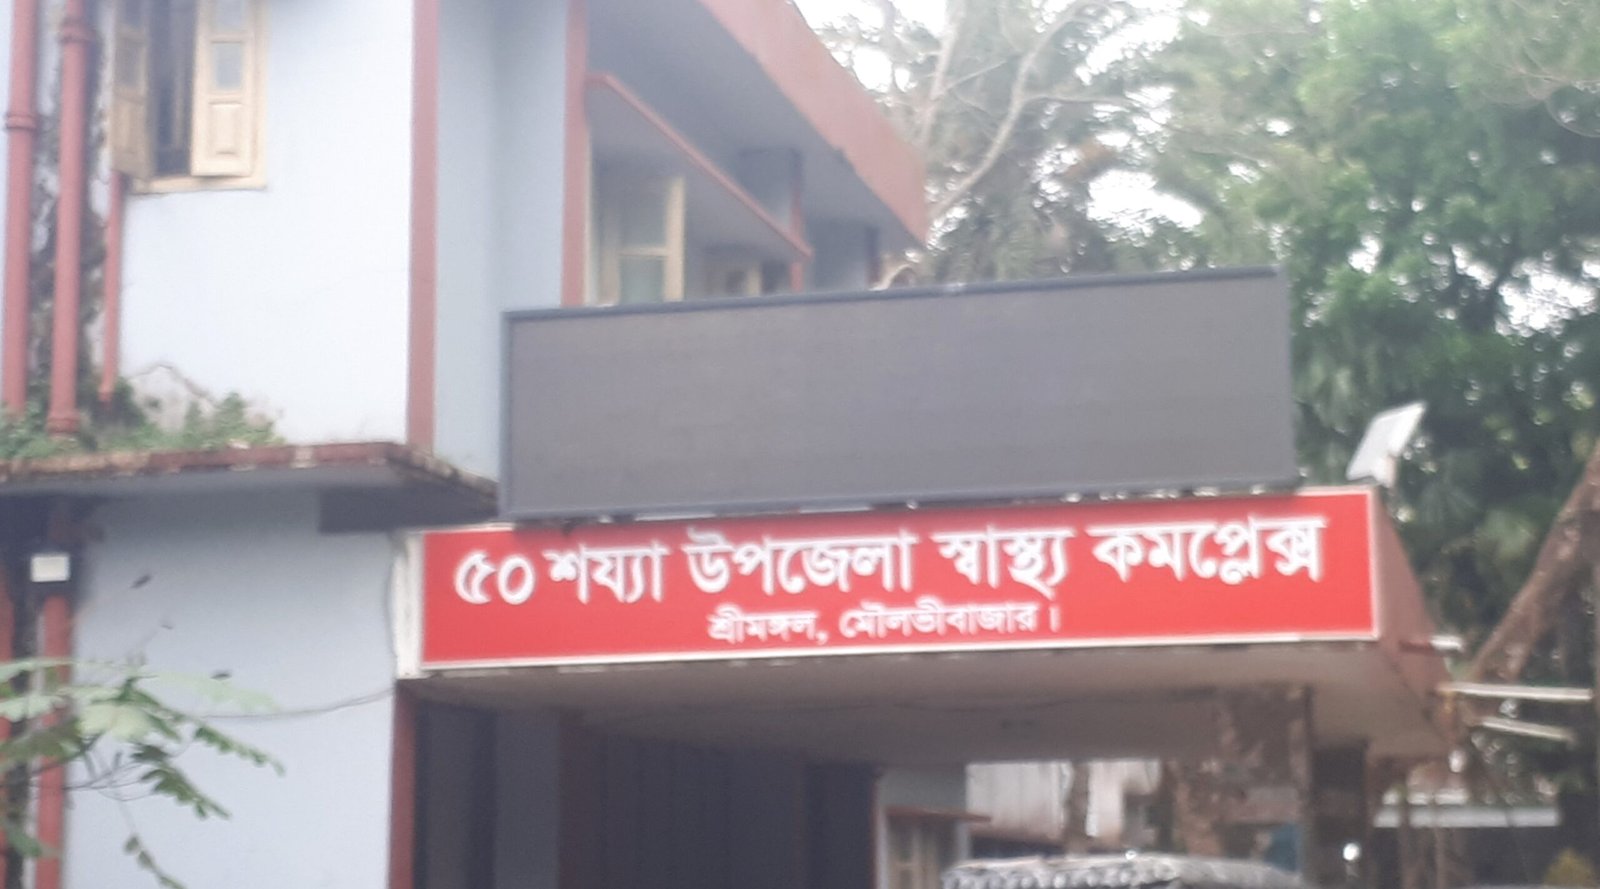 ৫০ শয্যা উপজেলা স্বাস্থ্য কমপ্লেক্স
শ্রীমঙ্গল, মৌলভীবাজার।